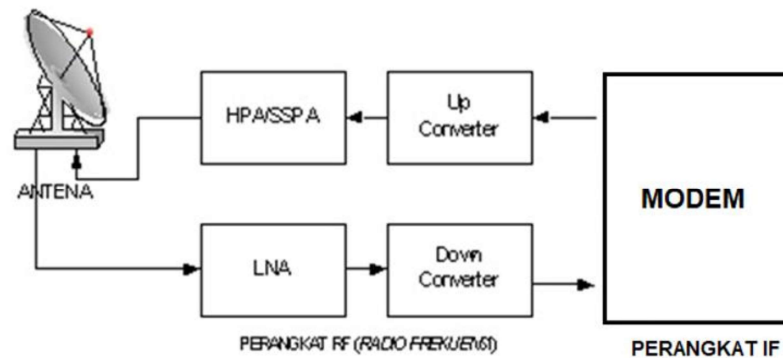 HPA/SSPA
Up
Converter
MODEM
ANTENA
LNA
Down
Converter
PERANGKAT RF (RADIO FREKUENSI)
PERANGKAT IF